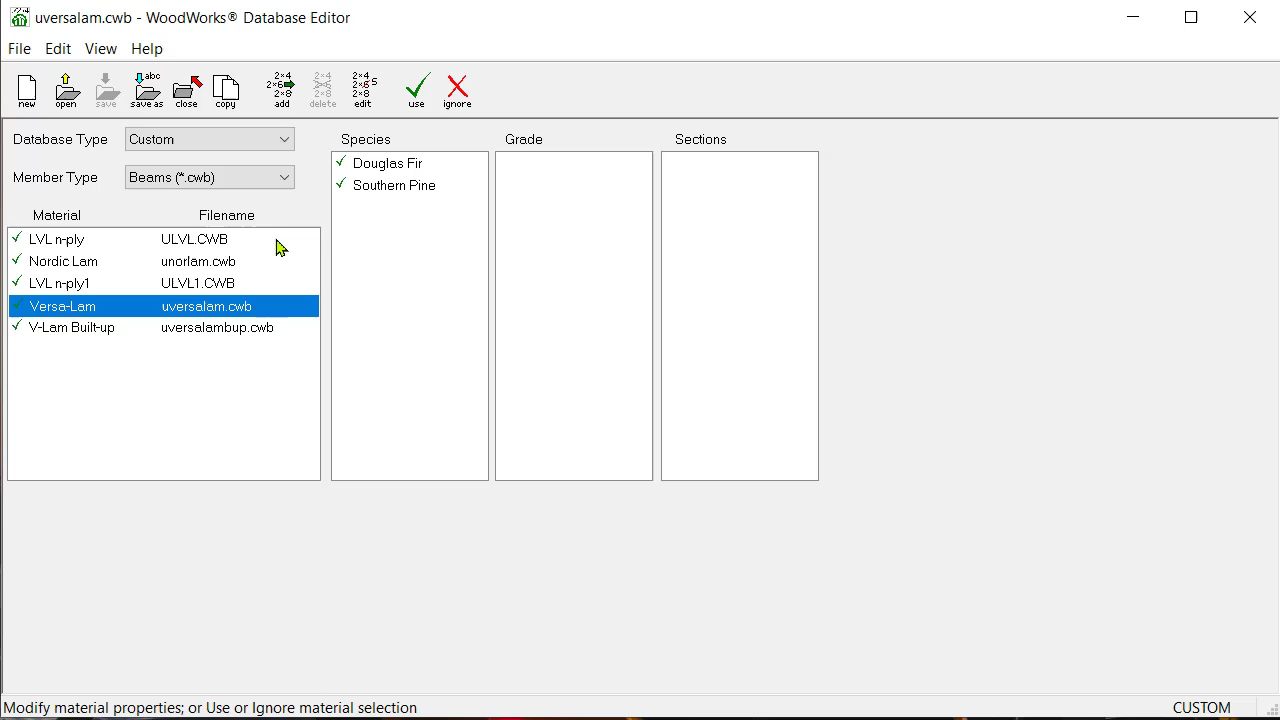 uversalam.cwb - WoodWorks® Database Editor
File Edit View Help
new open save save as close copy add delete edit use ignore
Database Type Custom
Member Type Beams (*.cwb)
Material Filename
LVL n-ply ULVL.CWB
Nordic Lam unorlam.cwb
LVL n-ply1 ULVL1.CWB
Versa-Lam uversalam.cwb
V-Lam Built-up uversalambup.cwb
Species
Douglas Fir
Southern Pine
Grade
Sections
Modify material properties; or Use or Ignore material selection
CUSTOM